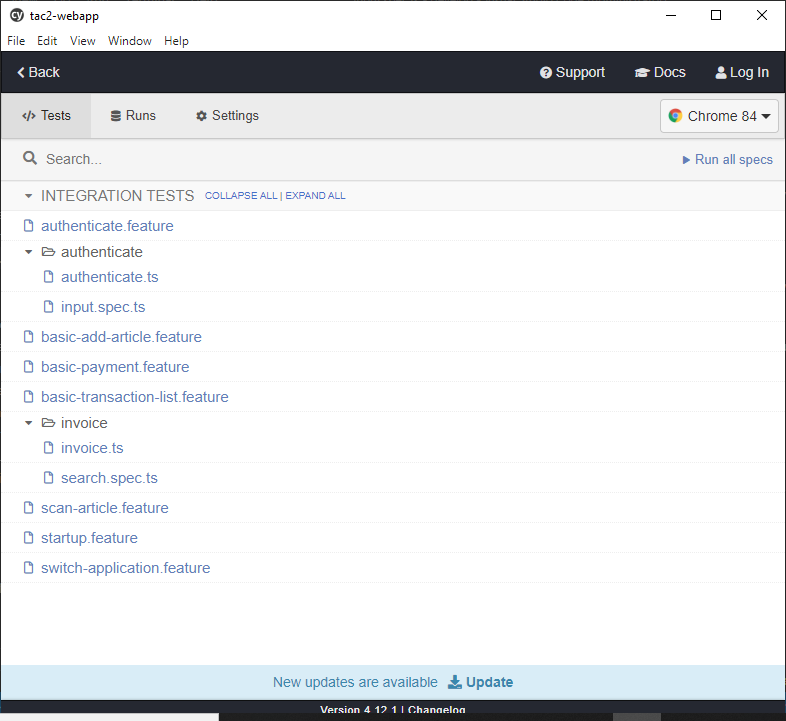 tac2-webapp
File Edit View Window Help
Back Support Docs Log In
Tests Runs Settings Chrome 84
Search... Run all specs
INTEGRATION TESTS COLLAPSE ALL | EXPAND ALL
authenticate.feature
authenticate
authenticate.ts
input.spec.ts
basic-add-article.feature
basic-payment.feature
basic-transaction-list.feature
invoice
invoice.ts
search.spec.ts
scan-article.feature
startup.feature
switch-application.feature
New updates are available Update
Version 4.12.1 | Changelog